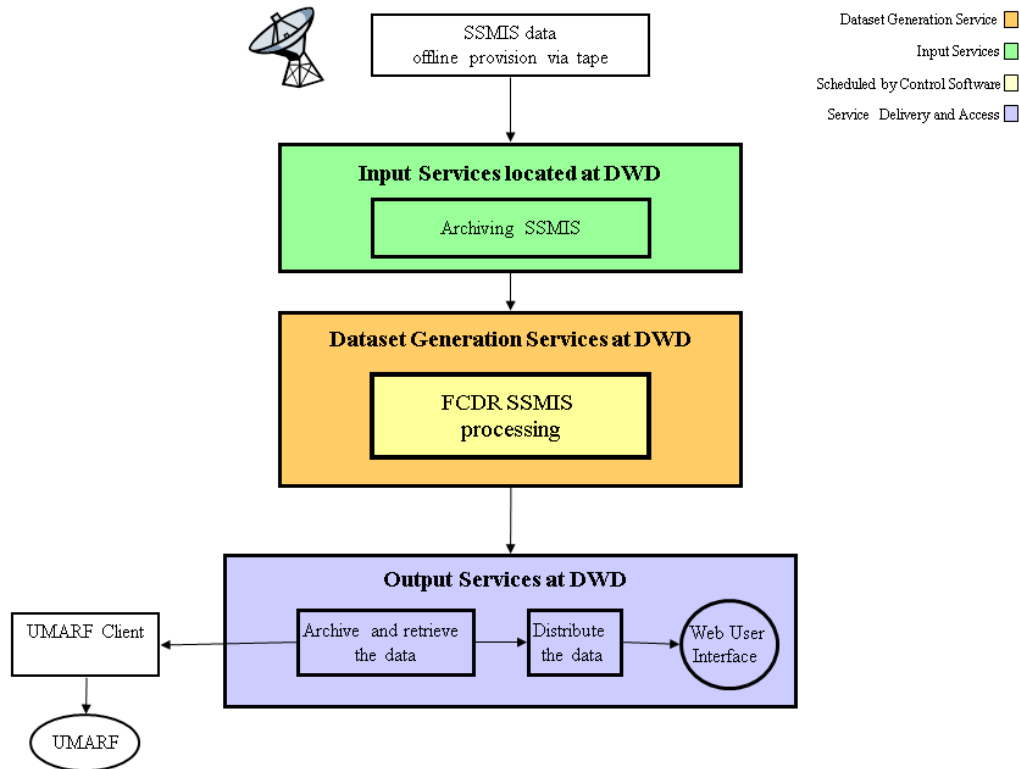 SSMIS data
offline provision via tape
Dataset Generation Service
Input Services
Scheduled by Control Software
Service Delivery and Access
Input Services located at DWD
Archiving SSMIS
Dataset Generation Services at DWD
FCDR SSMIS
processing
Output Services at DWD
UMARF Client
Archive and retrieve
the data
Distribute
the data
Web User
Interface
UMARF